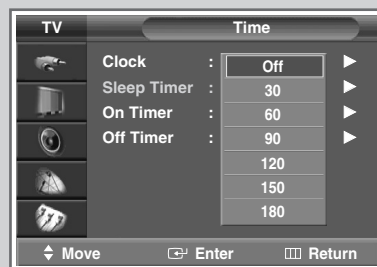 TV Time
Clock : Off
Sleep Timer : 30
On Timer : 60
Off Timer : 90
120
150
180
Move Enter Return